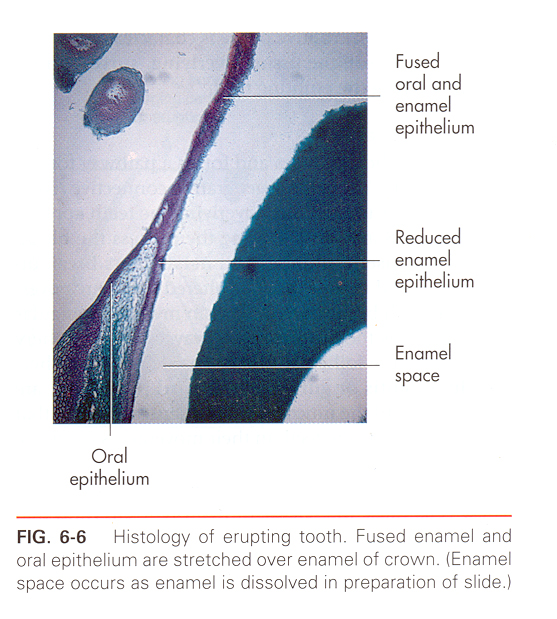 Fused
oral and
enamel
epithelium
Reduced
enamel
epithelium
Enamel
space
Oral
epithelium
FIG. 6-6 Histology of erupting tooth. Fused enamel and
oral epithelium are stretched over enamel of crown. (Enamel
space occurs as enamel is dissolved in preparation of slide.)